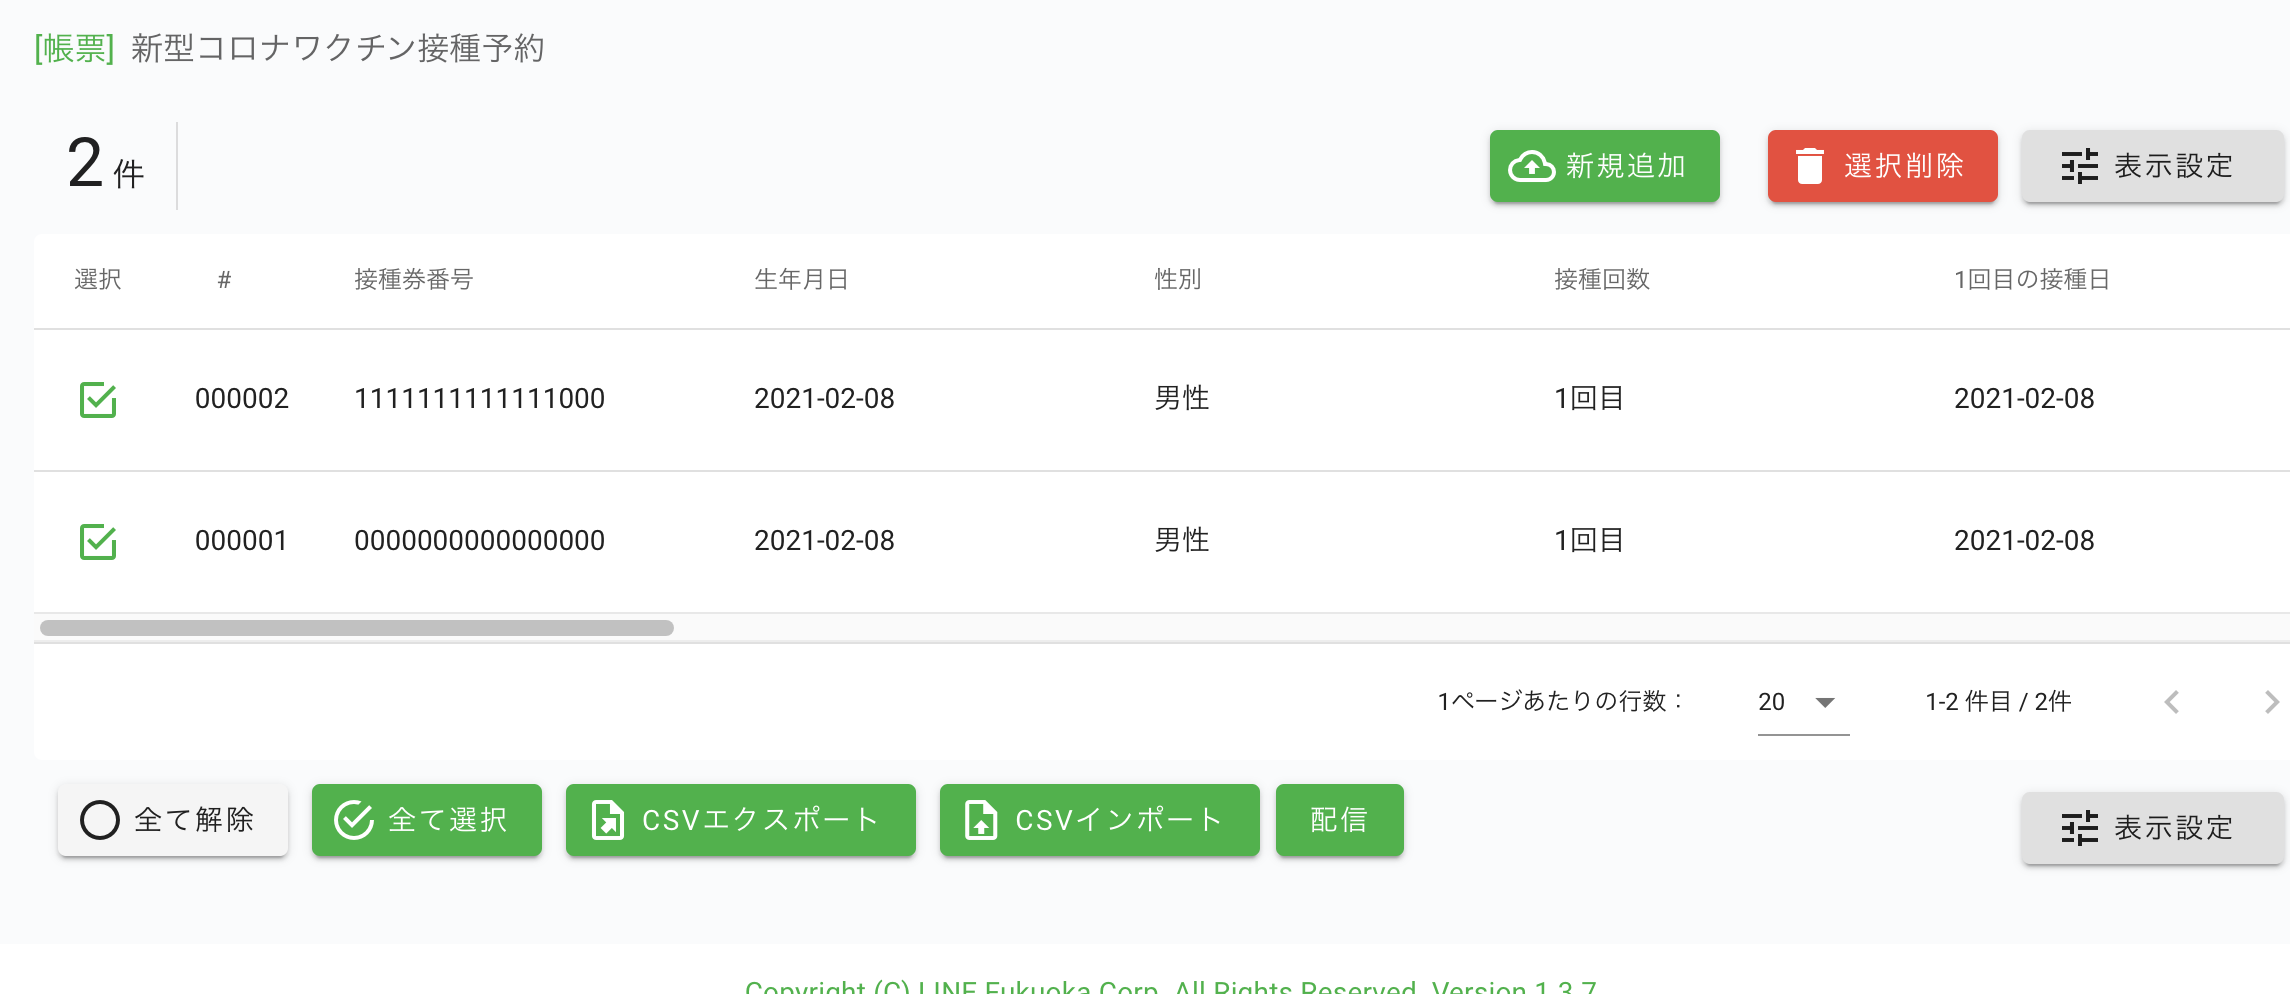 [帳票] 新型コロナワクチン接種予約
2 件
新規追加 選択削除 表示設定
選択 # 接種券番号 生年月日 性別 接種回数 1回目の接種日
000002 1111111111111000 2021-02-08 男性 1回目 2021-02-08
000001 0000000000000000 2021-02-08 男性 1回目 2021-02-08
1ページあたりの行数： 20 1-2 件目 / 2件
全て解除 全て選択 CSVエクスポート CSVインポート 配信 表示設定
Copyright (C) LINE Fukuoka Corp. All Rights Reserved. Version 1.3.7